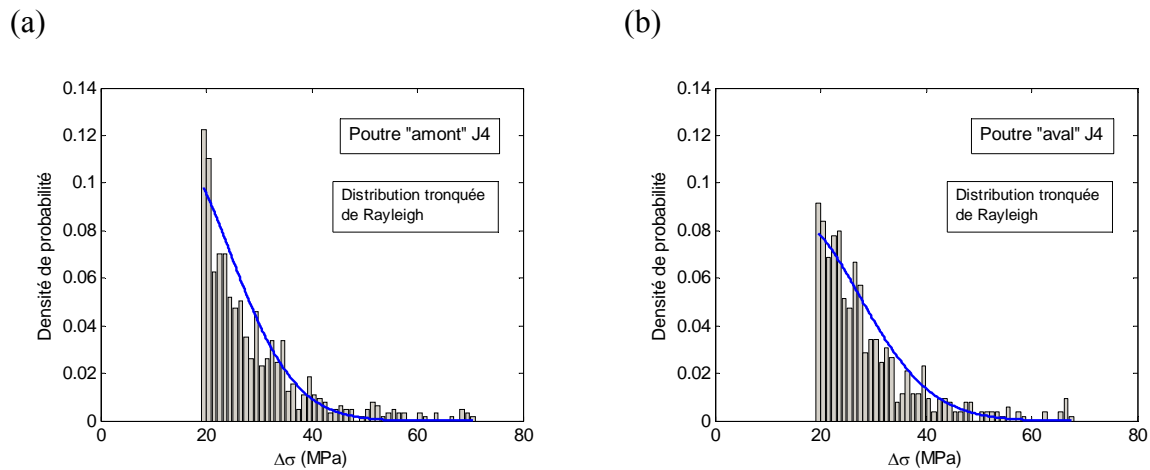 (a)
0.14
0.12
0.1
0.08
0.06
0.04
0.02
0
0
20
40
60
80
Densité de probabilité
Δσ (MPa)
Poutre "amont" J4
Distribution tronquée
de Rayleigh
(b)
0.14
0.12
0.1
0.08
0.06
0.04
0.02
0
0
20
40
60
80
Densité de probabilité
Δσ (MPa)
Poutre "aval" J4
Distribution tronquée
de Rayleigh